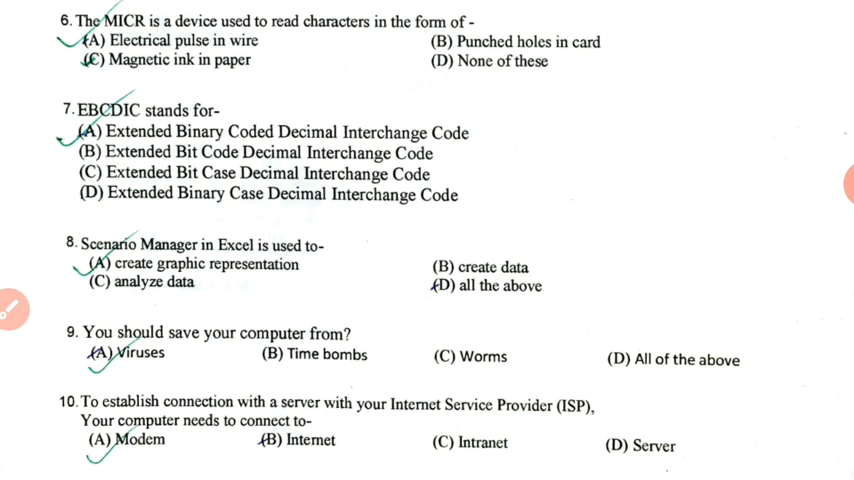 6. The MICR is a device used to read characters in the form of -
(A) Electrical pulse in wire (B) Punched holes in card
(C) Magnetic ink in paper (D) None of these
7. EBCDIC stands for-
(A) Extended Binary Coded Decimal Interchange Code
(B) Extended Bit Code Decimal Interchange Code
(C) Extended Bit Case Decimal Interchange Code
(D) Extended Binary Case Decimal Interchange Code
8. Scenario Manager in Excel is used to-
(A) create graphic representation (B) create data
(C) analyze data (D) all the above
9. You should save your computer from?
(A) Viruses (B) Time bombs (C) Worms (D) All of the above
10. To establish connection with a server with your Internet Service Provider (ISP),
Your computer needs to connect to-
(A) Modem (B) Internet (C) Intranet (D) Server